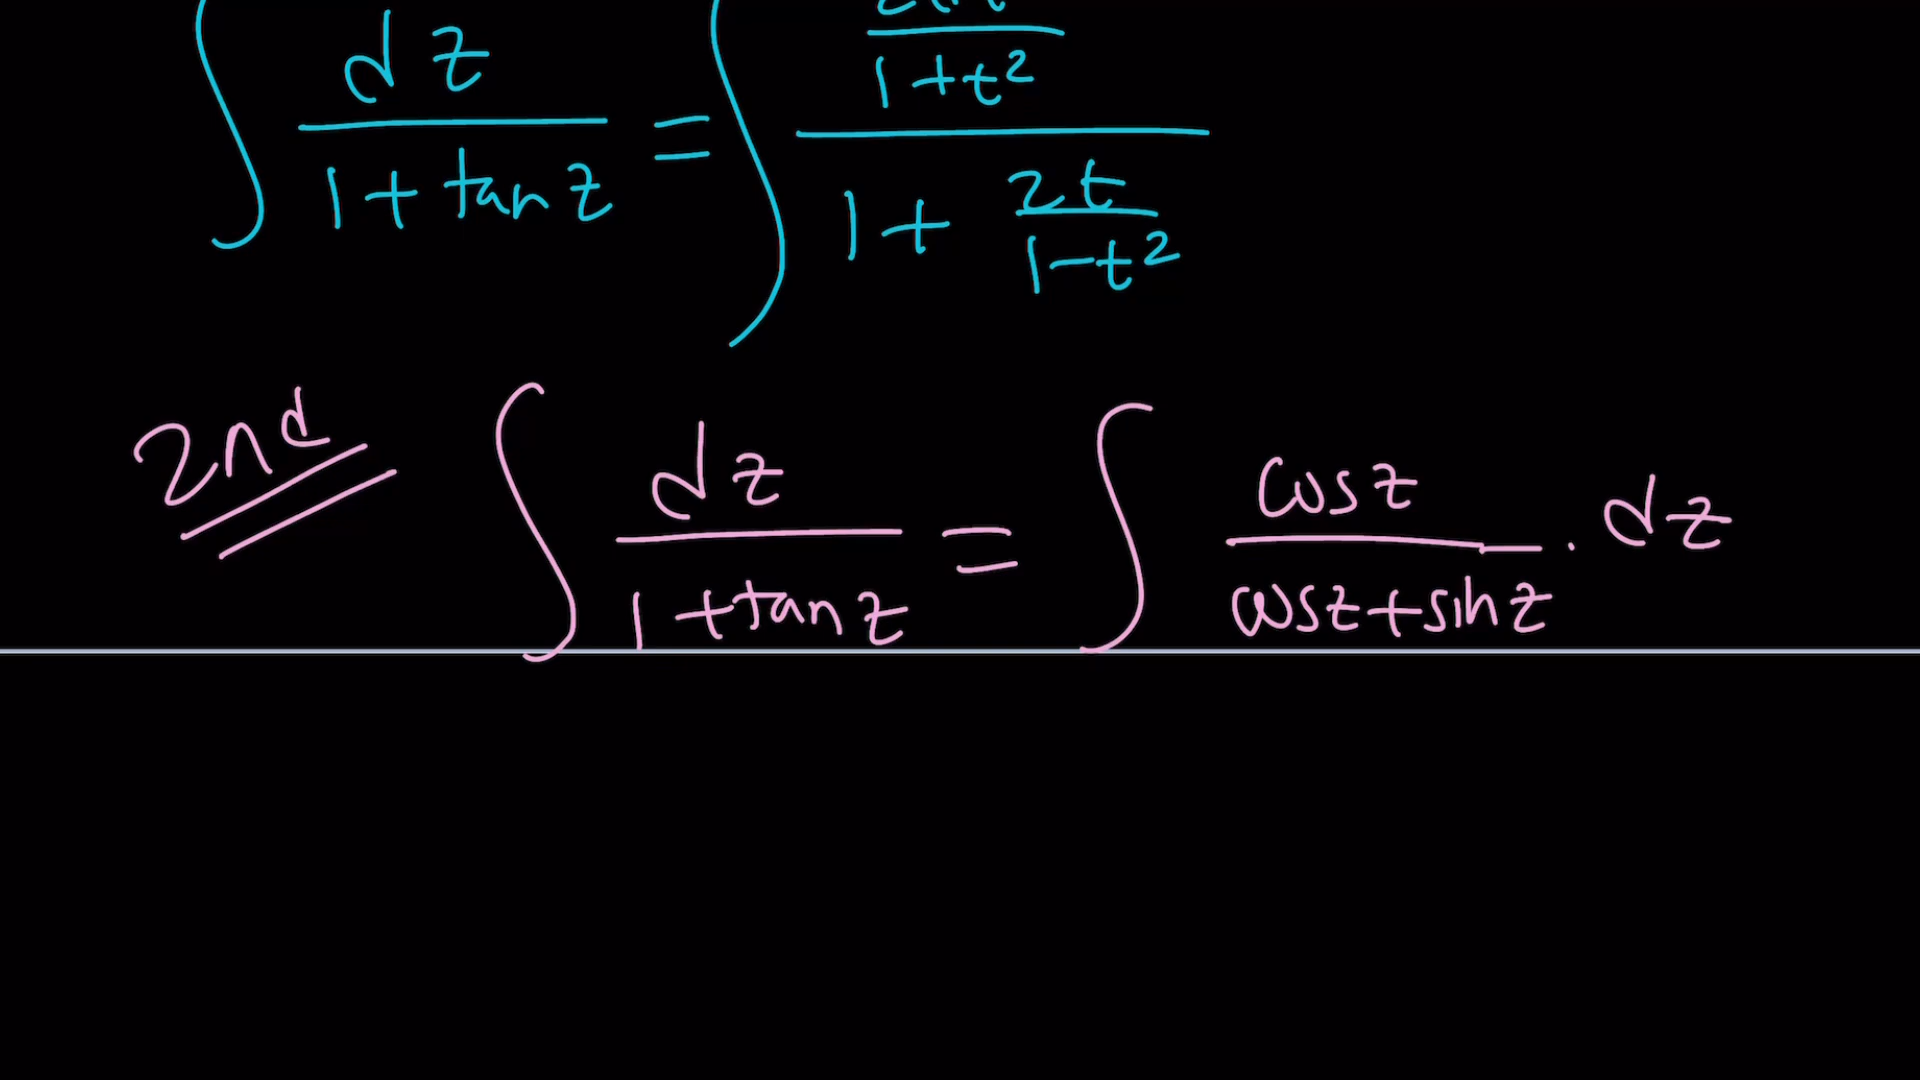 ∫ dz / (1 + tan z) = ∫ (/ (1 + t²)) / (1 + 2t / (1 - t²))
2nd ∫ dz / (1 + tan z) = ∫ cos z / (cos z + sin z) · dz